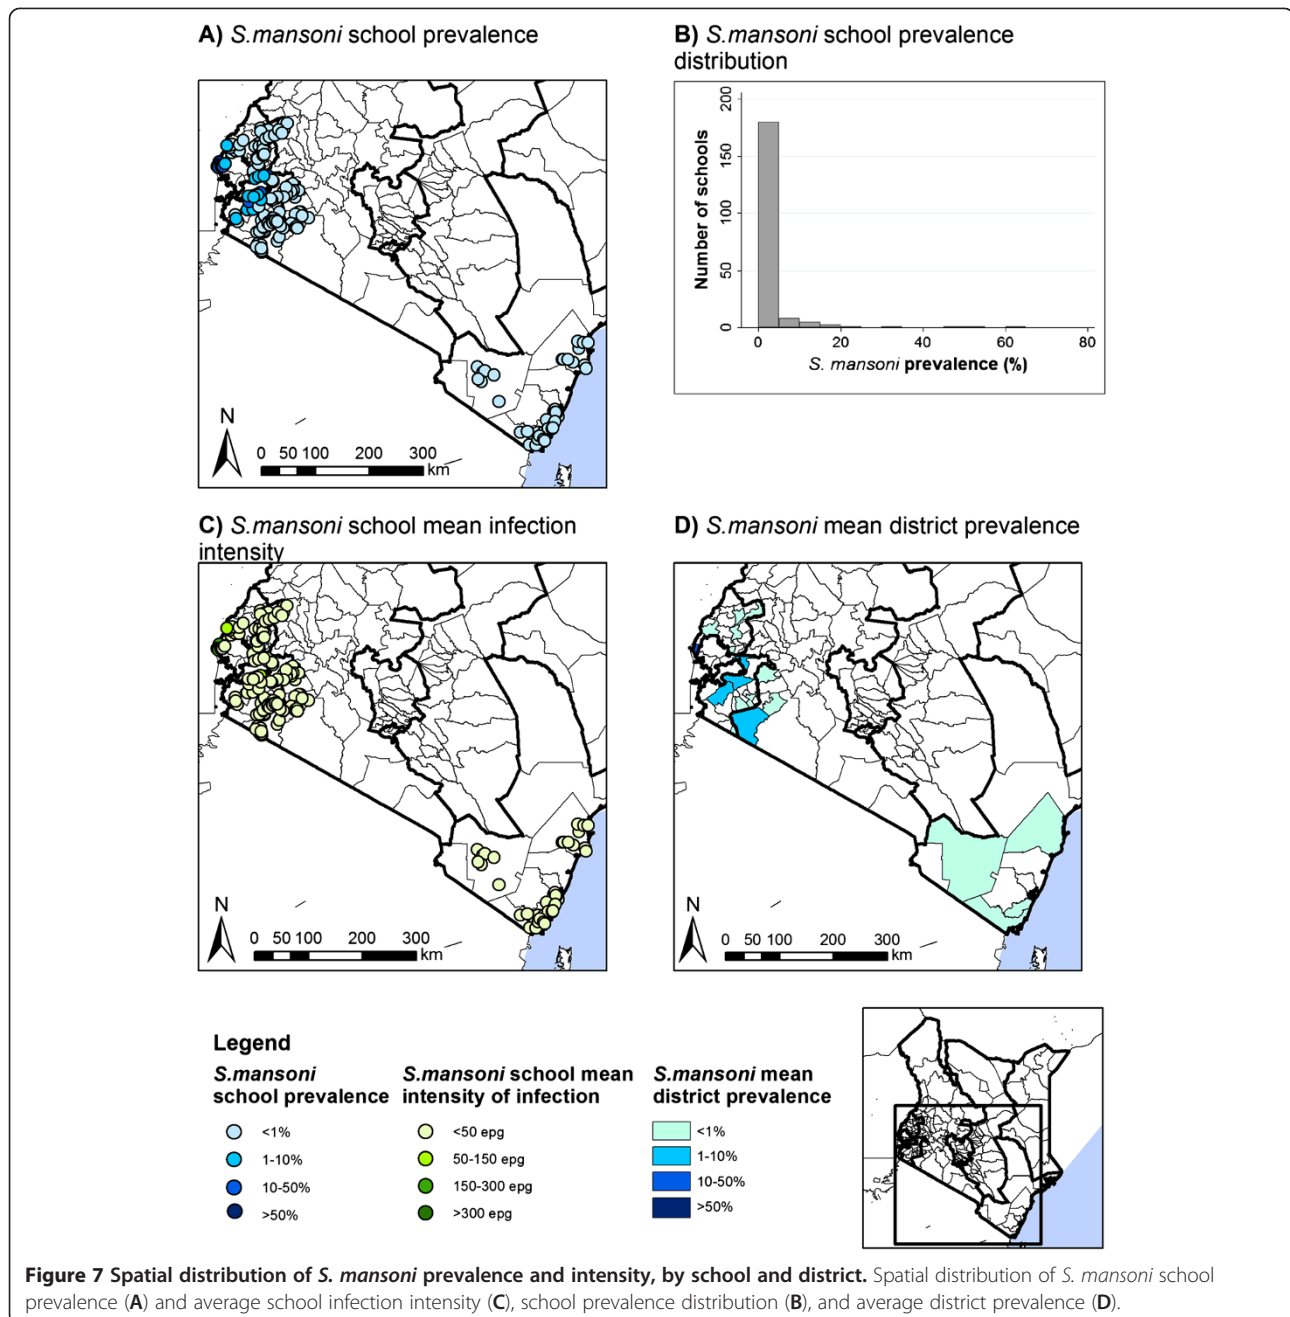 A) S.mansoni school prevalence
N
0 50 100 200 300
km
B) S.mansoni school prevalence
distribution
Number of schools
200
150
100
50
0
0 20 40 60 80
S. mansoni prevalence (%)
C) S.mansoni school mean infection
intensity
N
0 50 100 200 300
km
D) S.mansoni mean district prevalence
N
0 50 100 200 300
km
Legend
S.mansoni
school prevalence
<1%
1-10%
10-50%
>50%
S.mansoni school mean
intensity of infection
<50 epg
50-150 epg
150-300 epg
>300 epg
S.mansoni mean
district prevalence
<1%
1-10%
10-50%
>50%
Figure 7 Spatial distribution of S. mansoni prevalence and intensity, by school and district. Spatial distribution of S. mansoni school
prevalence (A) and average school infection intensity (C), school prevalence distribution (B), and average district prevalence (D).